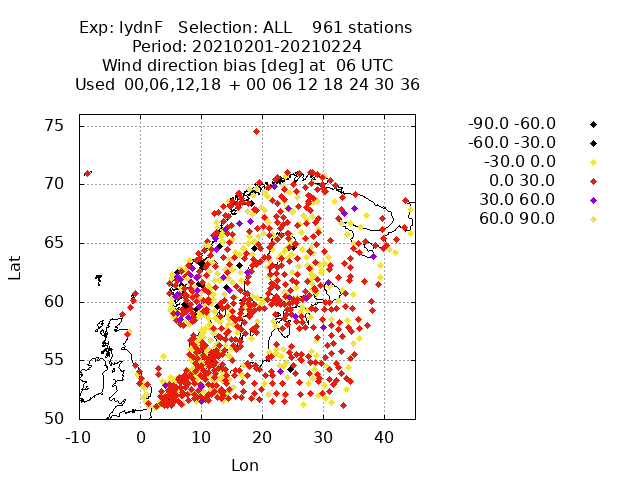 Exp: IydnF Selection: ALL 961 stations
Period: 20210201-20210224
Wind direction bias [deg] at 06 UTC
Used 00,06,12,18 + 00 06 12 18 24 30 36
-90.0 -60.0
-60.0 -30.0
-30.0 0.0
0.0 30.0
30.0 60.0
60.0 90.0
75
70
65
60
55
50
Lat
-10 0 10 20 30 40
Lon